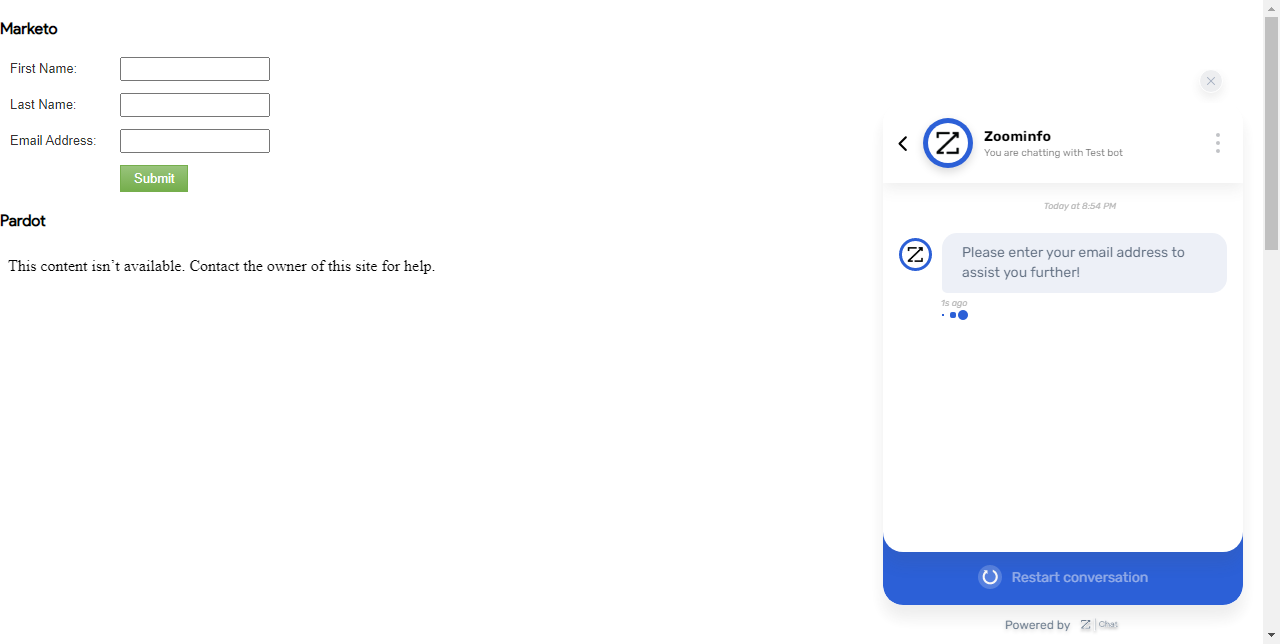 Marketo
First Name:
Last Name:
Email Address:
Submit
Pardot
This content isn’t available. Contact the owner of this site for help.
Zoominfo
You are chatting with Test bot
Today at 8:54 PM
Please enter your email address to
assist you further!
1s ago
Restart conversation
Powered by Chat